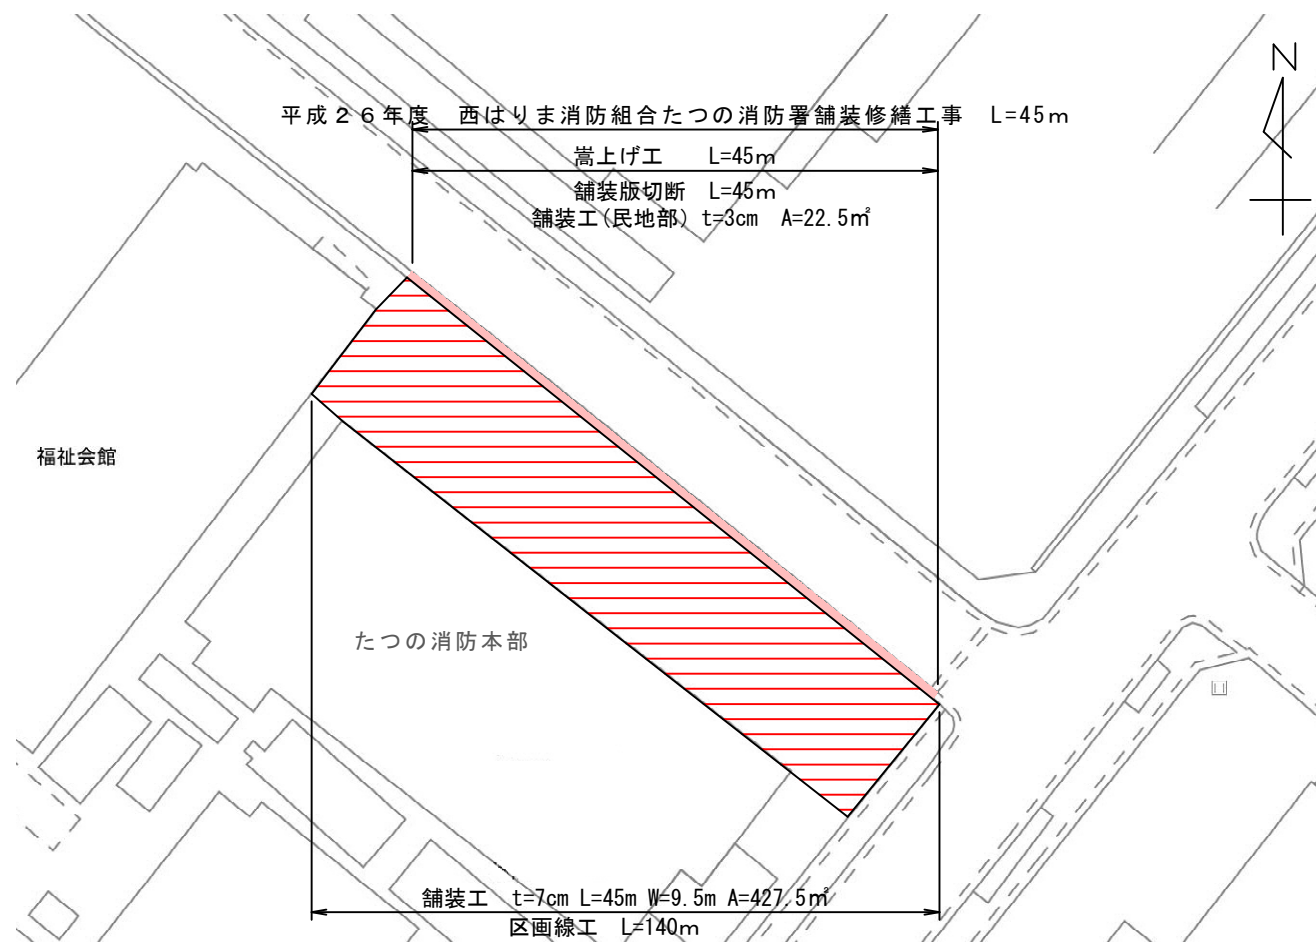 N
平成２６年度　西はりま消防組合たつの消防署舗装修繕工事　L=45ｍ
嵩上げ工　　L=45ｍ
舗装版切断　L=45ｍ
舗装工(民地部) t=3cm　A=22.5㎡
福祉会館
たつの消防本部
舗装工　t=7cm L=45m W=9.5m A=427.5㎡
区画線工　L=140ｍ